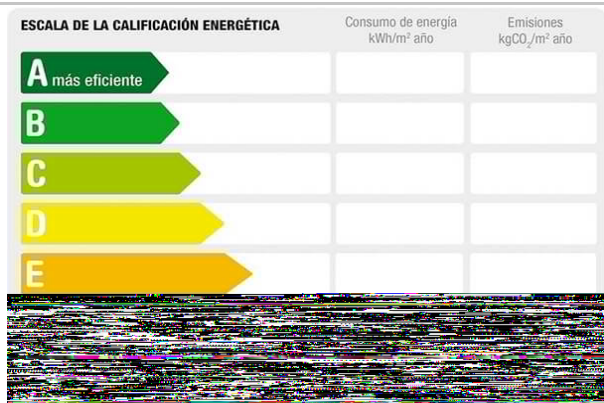 ESCALA DE LA CALIFICACIÓN ENERGÉTICA
Consumo de energía
kWh/m² año
Emisiones
kgCO₂/m² año
A más eficiente
B
C
D
E